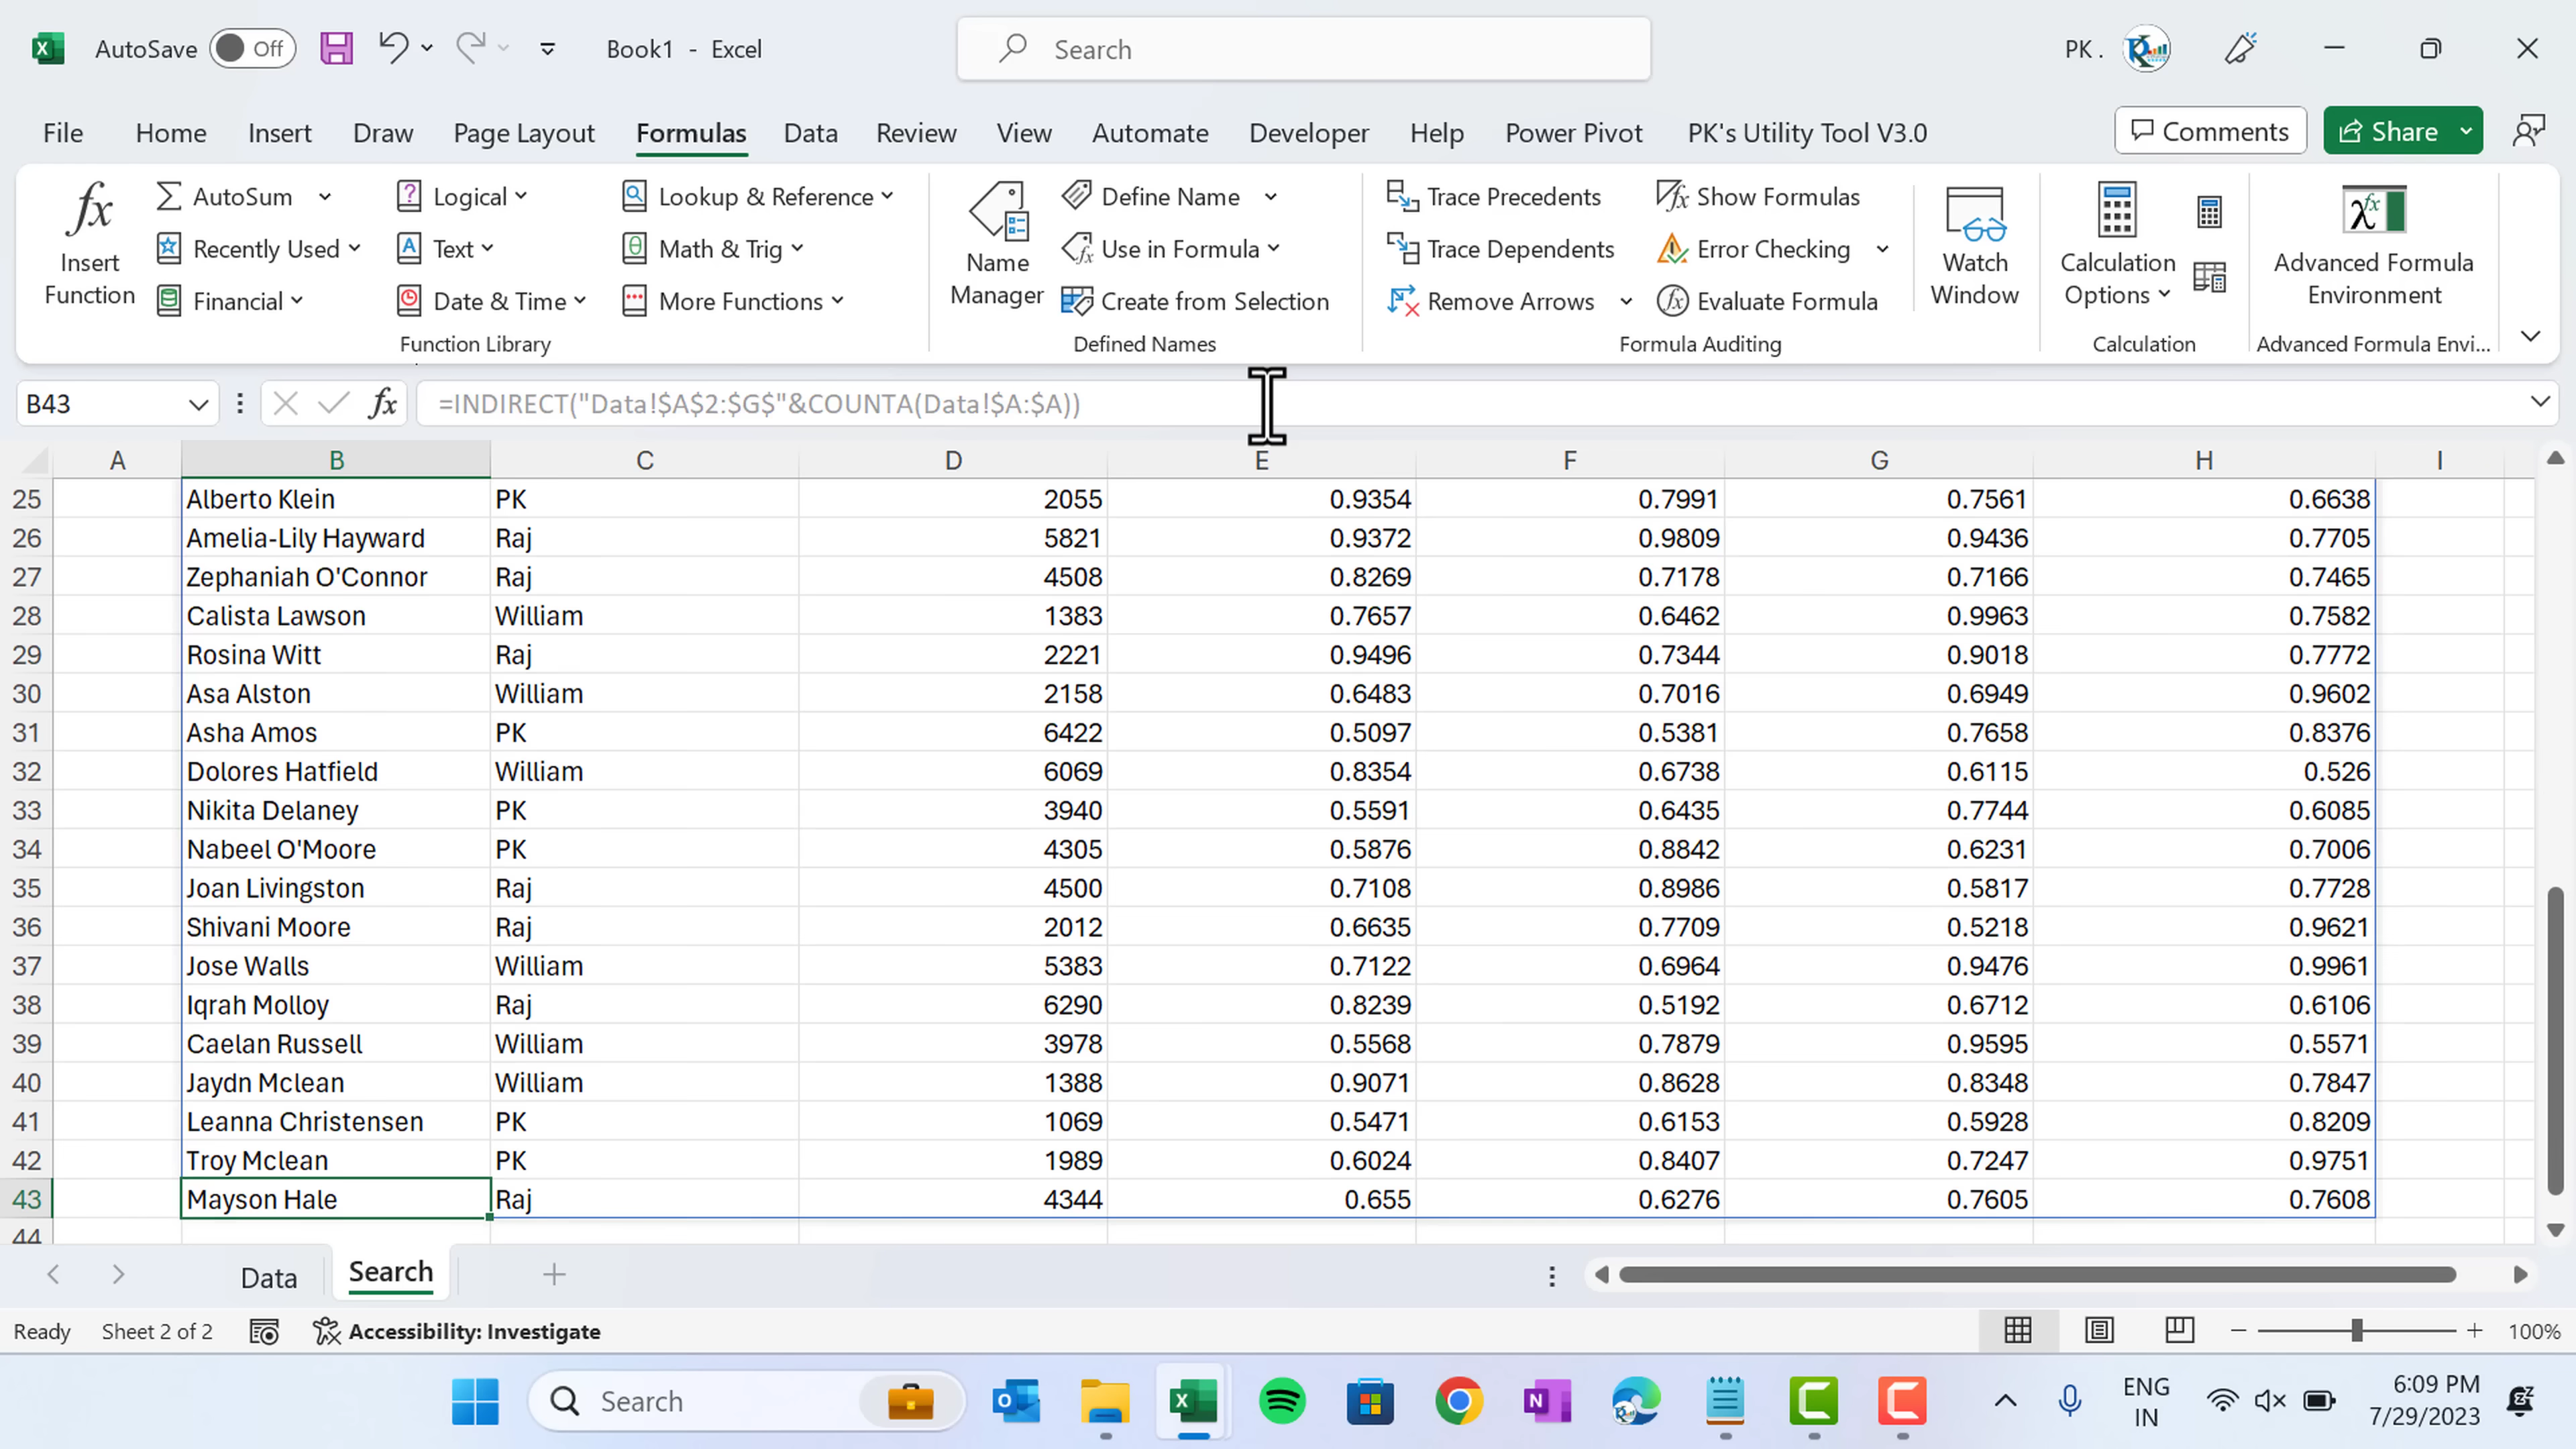 AutoSave Off Book1 - Excel Search PK .
File Home Insert Draw Page Layout Formulas Data Review View Automate Developer Help Power Pivot PK's Utility Tool V3.0 Comments Share
fx AutoSum Logical Lookup & Reference Define Name Trace Precedents Show Formulas
Insert Function Recently Used Text Math & Trig Name Manager Use in Formula Trace Dependents Error Checking Watch Window Calculation Options Advanced Formula Environment
Financial Date & Time More Functions Create from Selection Remove Arrows Evaluate Formula
Function Library Defined Names Formula Auditing Calculation Advanced Formula Envi...
B43 fx =INDIRECT("Data!$A$2:$G$"&COUNTA(Data!$A:$A))
A B C D E F G H I
25 Alberto Klein PK 2055 0.9354 0.7991 0.7561 0.6638
26 Amelia-Lily Hayward Raj 5821 0.9372 0.9809 0.9436 0.7705
27 Zephaniah O'Connor Raj 4508 0.8269 0.7178 0.7166 0.7465
28 Calista Lawson William 1383 0.7657 0.6462 0.9963 0.7582
29 Rosina Witt Raj 2221 0.9496 0.7344 0.9018 0.7772
30 Asa Alston William 2158 0.6483 0.7016 0.6949 0.9602
31 Asha Amos PK 6422 0.5097 0.5381 0.7658 0.8376
32 Dolores Hatfield William 6069 0.8354 0.6738 0.6115 0.526
33 Nikita Delaney PK 3940 0.5591 0.6435 0.7744 0.6085
34 Nabeel O'Moore PK 4305 0.5876 0.8842 0.6231 0.7006
35 Joan Livingston Raj 4500 0.7108 0.8986 0.5817 0.7728
36 Shivani Moore Raj 2012 0.6635 0.7709 0.5218 0.9621
37 Jose Walls William 5383 0.7122 0.6964 0.9476 0.9961
38 Iqrah Molloy Raj 6290 0.8239 0.5192 0.6712 0.6106
39 Caelan Russell William 3978 0.5568 0.7879 0.9595 0.5571
40 Jaydn Mclean William 1388 0.9071 0.8628 0.8348 0.7847
41 Leanna Christensen PK 1069 0.5471 0.6153 0.5928 0.8209
42 Troy Mclean PK 1989 0.6024 0.8407 0.7247 0.9751
43 Mayson Hale Raj 4344 0.655 0.6276 0.7605 0.7608
44
Data Search
Ready Sheet 2 of 2 Accessibility: Investigate 100%
Search ENG 6:09 PM
IN 7/29/2023